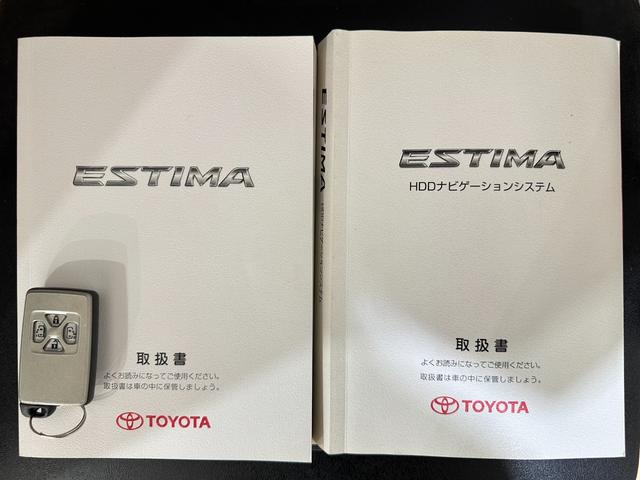 ESTIMA
取扱書
よくお読みになってご使用ください。
取扱書は車の中に保管しましょう。
TOYOTA
ESTIMA
ESTIMA
HDDナビゲーションシステム
取扱書
よくお読みになってご使用ください。
取扱書は車の中に保管しましょう。
TOYOTA